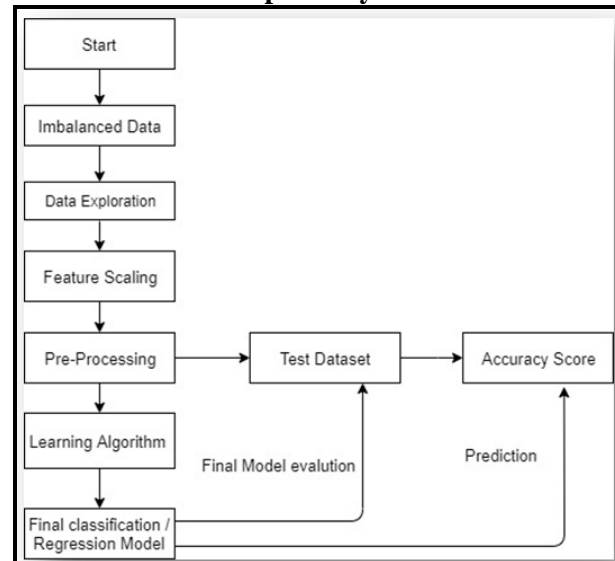 Start
Imbalanced Data
Data Exploration
Feature Scaling
Pre-Processing
Test Dataset
Accuracy Score
Learning Algorithm
Final Model evalution
Prediction
Final classification /
Regression Model